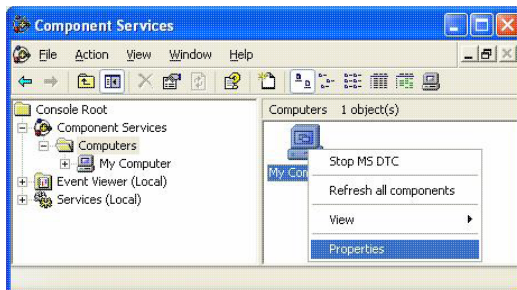 Component Services
File Action View Window Help
Console Root
Component Services
Computers
My Computer
Event Viewer (Local)
Services (Local)
Computers 1 object(s)
My Com
Stop MS DTC
Refresh all components
View
Properties